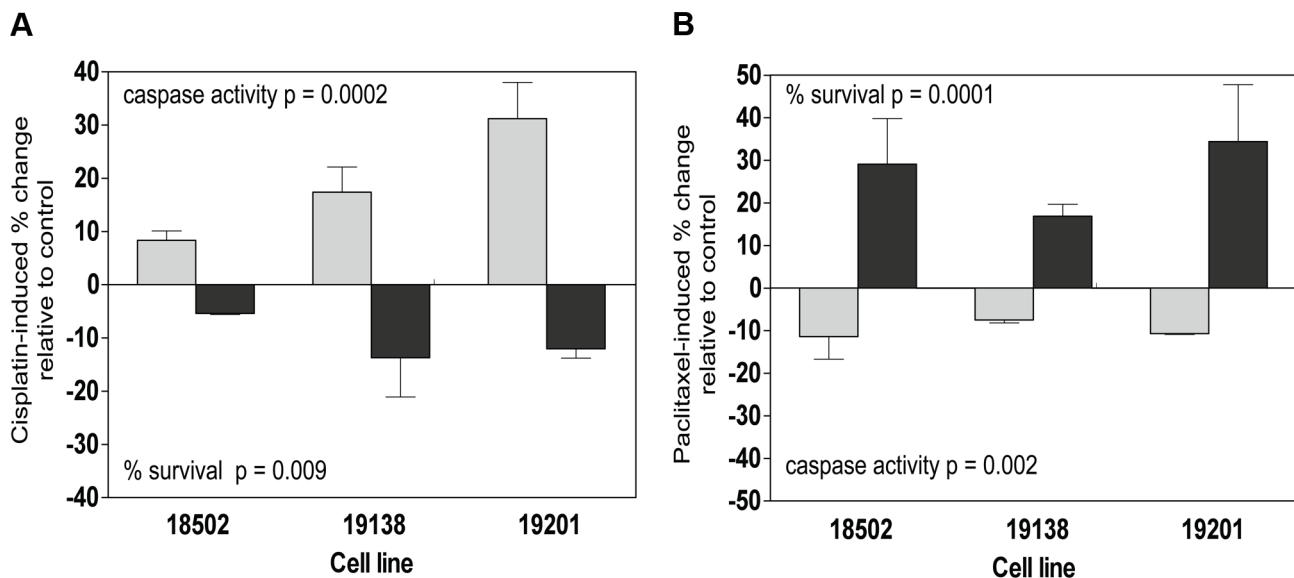 A
Cisplatin-induced % change
relative to control
40
30
20
10
0
-10
-20
-30
-40
caspase activity p = 0.0002
% survival p = 0.009
18502
19138
19201
Cell line
B
Paclitaxel-induced % change
relative to control
50
40
30
20
10
0
-10
-20
-30
-40
-50
% survival p = 0.0001
caspase activity p = 0.002
18502
19138
19201
Cell line